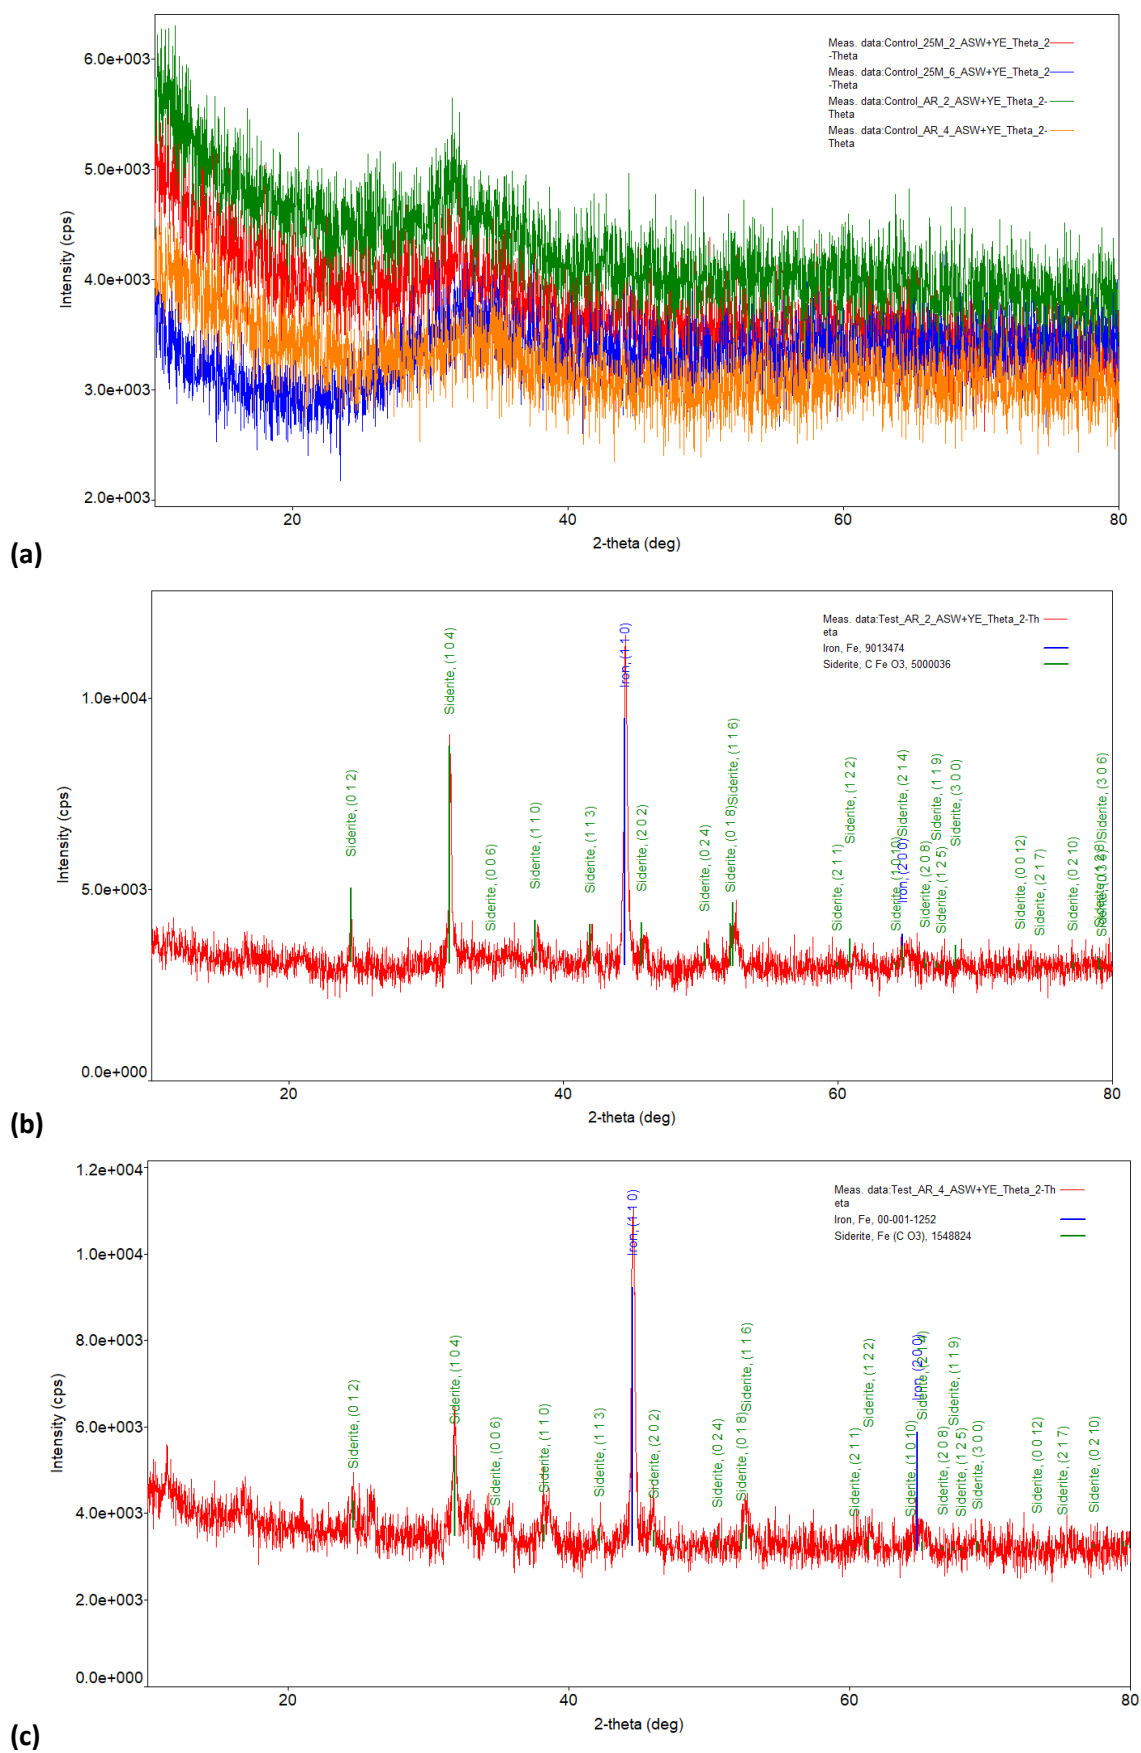 6.0e+003
5.0e+003
4.0e+003
3.0e+003
2.0e+003
Intensity (cps)
Meas. data:Control_25M_2_ASW+YE_Theta_2
-Theta
Meas. data:Control_25M_6_ASW+YE_Theta_2
-Theta
Meas. data:Control_AR_2_ASW+YE_Theta_2-
Theta
Meas. data:Control_AR_4_ASW+YE_Theta_2-
Theta
20
40
60
80
2-theta (deg)
(a)
1.0e+004
5.0e+003
0.0e+000
Intensity (cps)
Meas. data:Test_AR_2_ASW+YE_Theta_2-Th
eta
Iron, Fe, 9013474
Siderite, C Fe O3, 5000036
Siderite, (0 1 2)
Siderite, (1 0 4)
Siderite, (0 0 6)
Siderite, (1 1 0)
Siderite, (1 1 3)
Iron, (1 1 0)
Siderite, (2 0 2)
Siderite, (0 2 4)
Siderite, (0 1 8)
Siderite, (1 1 6)
Siderite, (2 1 1)
Siderite, (1 2 2)
Siderite, (1 0 10)
Iron, (2 0 0)
Siderite, (2 1 4)
Siderite, (2 0 8)
Siderite, (1 1 9)
Siderite, (1 2 5)
Siderite, (3 0 0)
Siderite, (0 0 12)
Siderite, (2 1 7)
Siderite, (0 2 10)
Siderite, (3 0 6)
20
40
60
80
2-theta (deg)
(b)
1.2e+004
1.0e+004
8.0e+003
6.0e+003
4.0e+003
2.0e+003
0.0e+000
Intensity (cps)
Meas. data:Test_AR_4_ASW+YE_Theta_2-Th
eta
Iron, Fe, 00-001-1252
Siderite, Fe (C O3), 1548824
Siderite, (0 1 2)
Siderite, (1 0 4)
Siderite, (0 0 6)
Siderite, (1 1 0)
Siderite, (1 1 3)
Iron, (1 1 0)
Siderite, (2 0 2)
Siderite, (0 2 4)
Siderite, (0 1 8)
Siderite, (1 1 6)
Siderite, (2 1 1)
Siderite, (1 2 2)
Siderite, (1 0 10)
Iron, (2 0 0)
Siderite, (2 1 4)
Siderite, (2 0 8)
Siderite, (1 1 9)
Siderite, (1 2 5)
Siderite, (3 0 0)
Siderite, (0 0 12)
Siderite, (2 1 7)
Siderite, (0 2 10)
20
40
60
80
2-theta (deg)
(c)